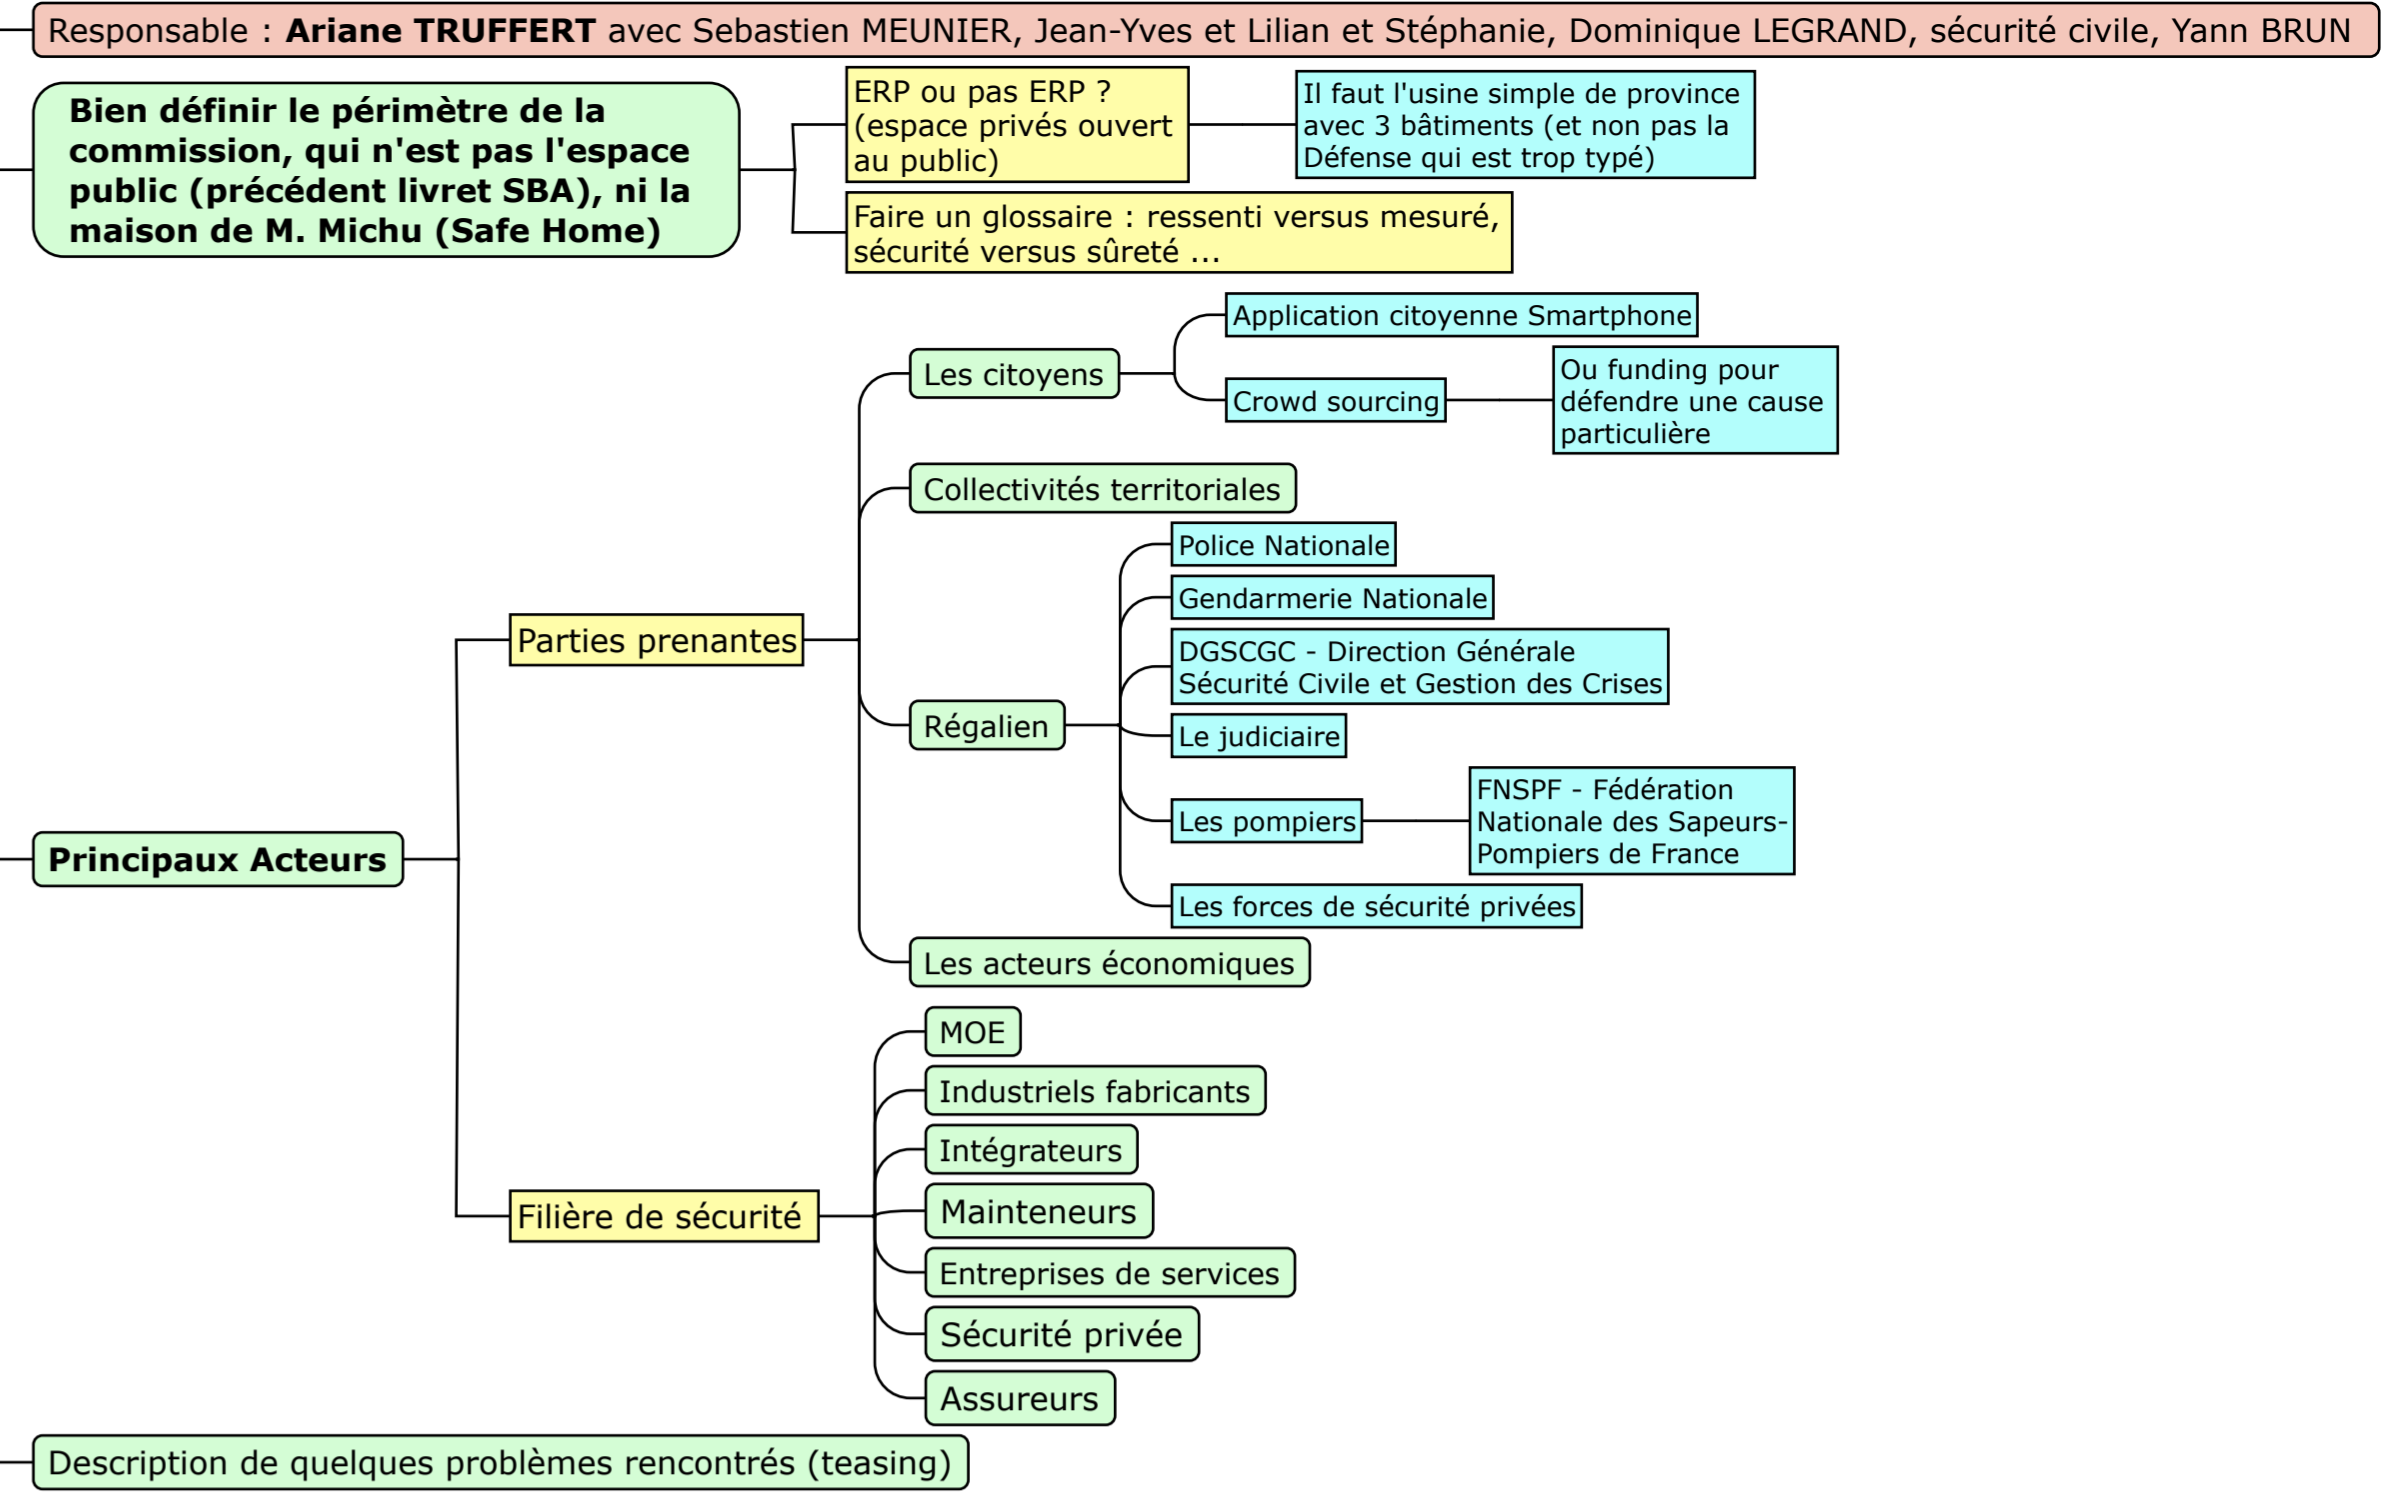 Responsable : Ariane TRUFFERT avec Sebastien MEUNIER, Jean-Yves et Lilian et Stéphanie, Dominique LEGRAND, sécurité civile, Yann BRUN
Bien définir le périmètre de la
commission, qui n'est pas l'espace
public (précédent livret SBA), ni la
maison de M. Michu (Safe Home)
ERP ou pas ERP ?
(espace privés ouvert
au public)
Il faut l'usine simple de province
avec 3 bâtiments (et non pas la
Défense qui est trop typé)
Faire un glossaire : ressenti versus mesuré,
sécurité versus sûreté ...
Principaux Acteurs
Parties prenantes
Les citoyens
Application citoyenne Smartphone
Crowd sourcing
Ou funding pour
défendre une cause
particulière
Collectivités territoriales
Régalien
Police Nationale
Gendarmerie Nationale
DGSCGC - Direction Générale
Sécurité Civile et Gestion des Crises
Le judiciaire
Les pompiers
FNSPF - Fédération
Nationale des Sapeurs-
Pompiers de France
Les forces de sécurité privées
Les acteurs économiques
Filière de sécurité
MOE
Industriels fabricants
Intégrateurs
Mainteneurs
Entreprises de services
Sécurité privée
Assureurs
Description de quelques problèmes rencontrés (teasing)